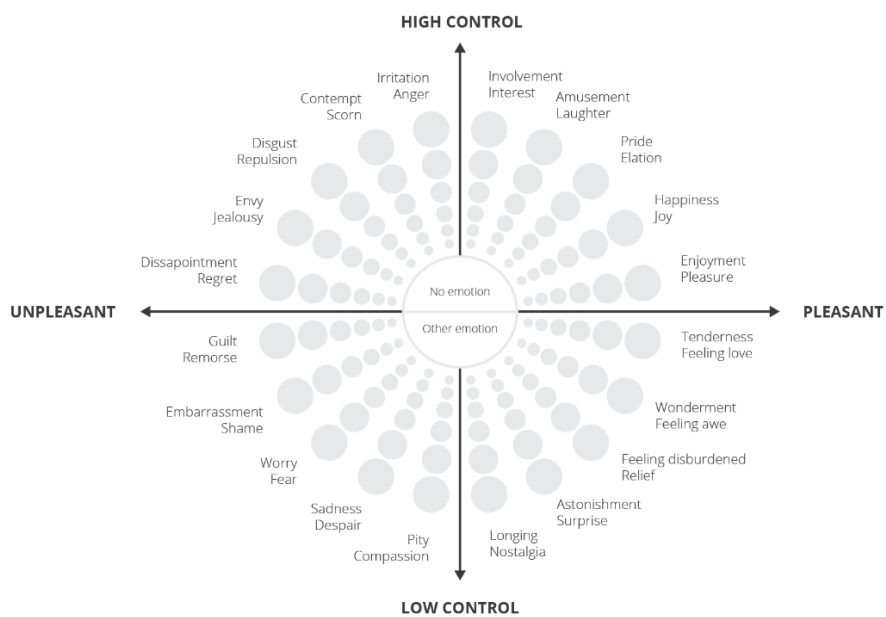 HIGH CONTROL
Irritation
Anger
Involvement
Interest
Contempt
Scorn
Amusement
Laughter
Disgust
Repulsion
Pride
Elation
Envy
Jealousy
Happiness
Joy
Dissapointment
Regret
Enjoyment
Pleasure
No emotion
UNPLEASANT
PLEASANT
Other emotion
Guilt
Remorse
Tenderness
Feeling love
Embarrassment
Shame
Wonderment
Feeling awe
Worry
Fear
Feeling disburdened
Relief
Sadness
Despair
Astonishment
Surprise
Pity
Compassion
Longing
Nostalgia
LOW CONTROL